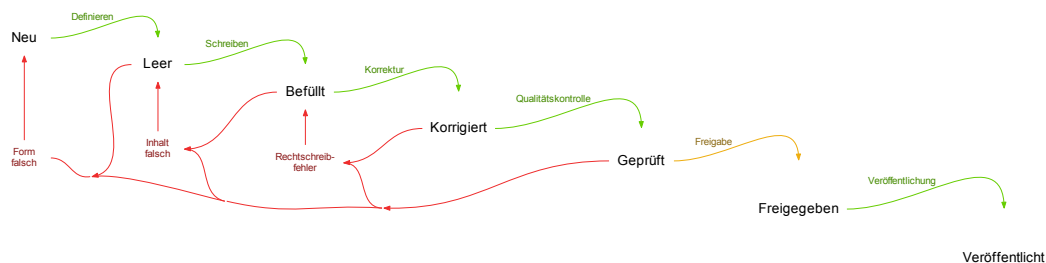 Definieren
Neu
Schreiben
Leer
Korrektur
Befüllt
Qualitätskontrolle
Korrigiert
Form
falsch
Inhalt
falsch
Rechtschreib-
fehler
Freigabe
Geprüft
Veröffentlichung
Freigegeben
Veröffentlicht